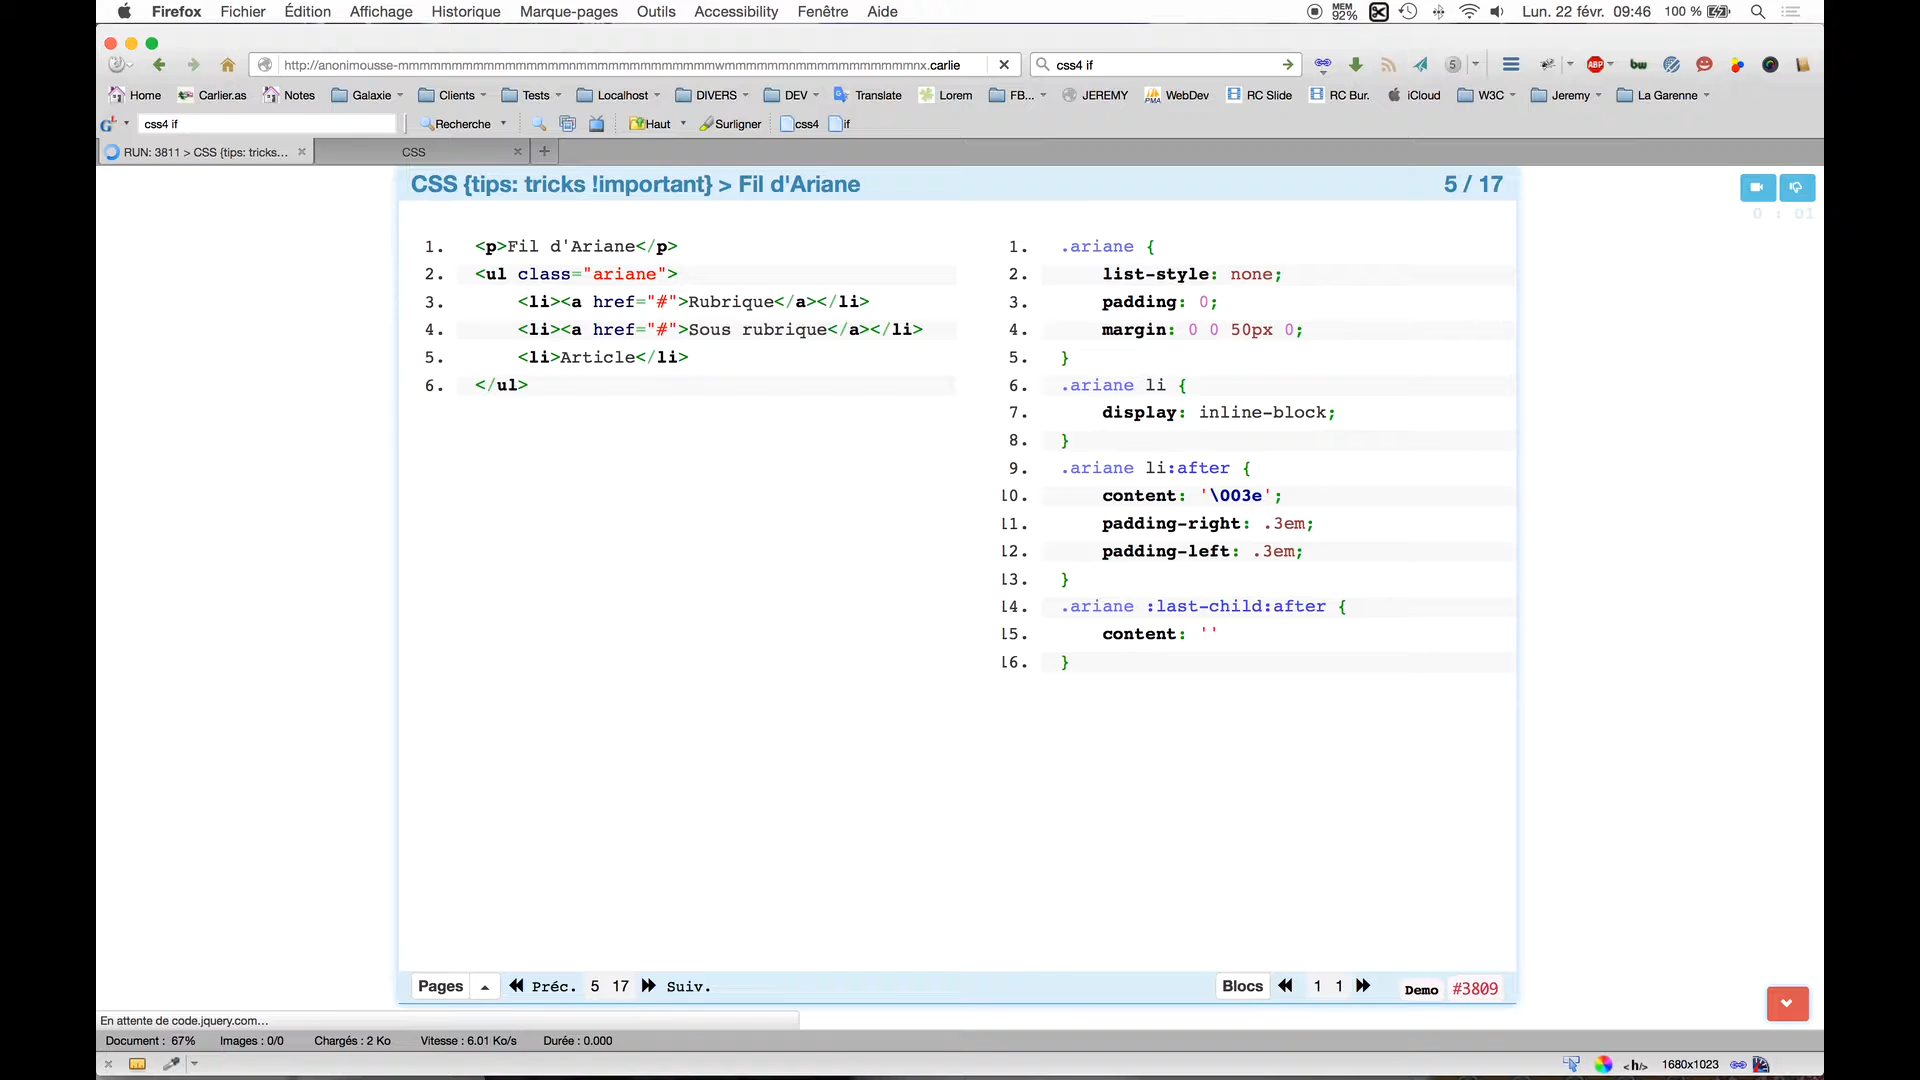 Firefox Fichier Édition Affichage Historique Marque-pages Outils Accessibility Fenêtre Aide MEM 92% Lun. 22 févr. 09:46 100 %
.carlie css4 if
Home Carlier.as Notes Galaxie Clients Tests Localhost DIVERS DEV Translate Lorem FB... JEREMY WebDev RC Slide RC Bur. iCloud W3C Jeremy La Garenne
css4 if Recherche Haut Surligner css4 if
RUN: 3811 > CSS {tips: tricks... CSS
CSS {tips: tricks !important} > Fil d'Ariane 5 / 17
0 : 01
1. <p>Fil d'Ariane</p>
2. <ul class="ariane">
3. <li><a href="#">Rubrique</a></li>
4. <li><a href="#">Sous rubrique</a></li>
5. <li>Article</li>
6. </ul>
1. .ariane {
2. list-style: none;
3. padding: 0;
4. margin: 0 0 50px 0;
5. }
6. .ariane li {
7. display: inline-block;
8. }
9. .ariane li:after {
10. content: '\003e';
11. padding-right: .3em;
12. padding-left: .3em;
13. }
14. .ariane :last-child:after {
15. content: ''
16. }
Pages Préc. 5 17 Suiv. Blocs 1 1 Demo #3809
En attente de code.jquery.com...
Document : 67% Images : 0/0 Chargés : 2 Ko Vitesse : 6.01 Ko/s Durée : 0.000
<h> 1680x1023